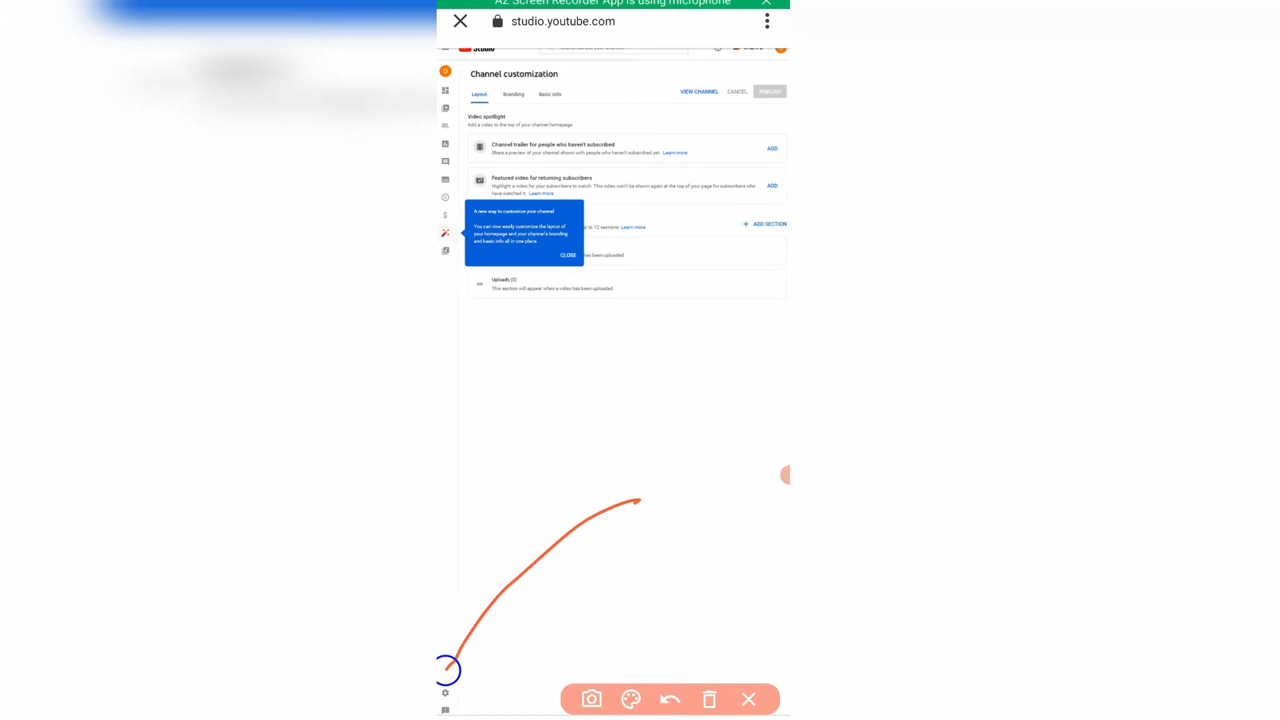 AZ Screen Recorder App is using microphone
studio.youtube.com
Studio
Channel customization
Layout Branding Basic info VIEW CHANNEL CANCEL PUBLISH
Video spotlight
Add a video to the top of your channel homepage
Channel trailer for people who haven't subscribed
Share a preview of your channel shown with people who haven't subscribed yet Learn more
ADD
Featured video for returning subscribers
Highlight a video for your subscribers to watch. This video won't be shown again at the top of your page for subscribers who
have watched it. Learn more
ADD
A new way to customize your channel
You can now easily customize the layout of
your homepage and your channel's branding
and basic info all in one place.
CLOSE
up to 12 sections. Learn more
ADD SECTION
has been uploaded
Uploads (0)
This section will appear when a video has been uploaded